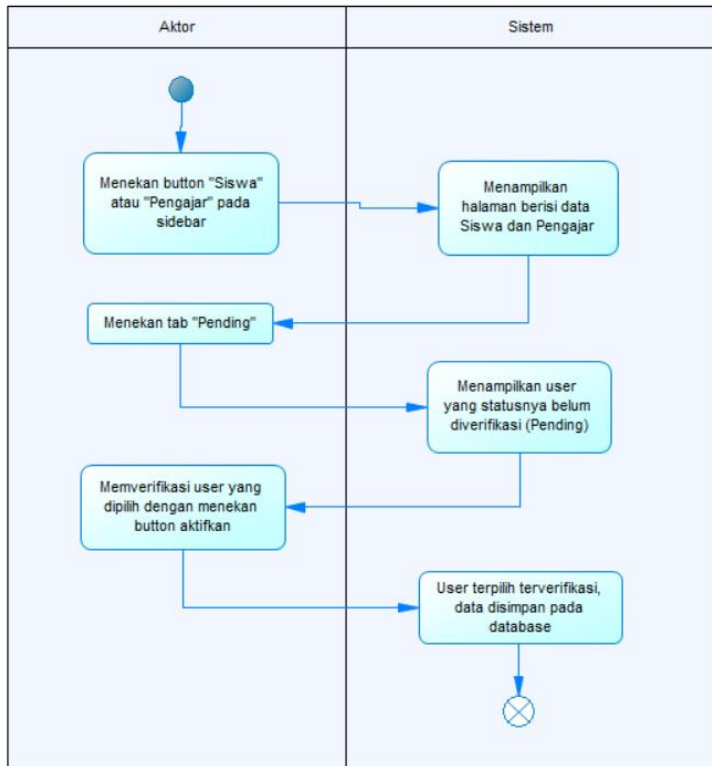 Aktor
Sistem
Menekan button "Siswa"
atau "Pengajar" pada
sidebar
Menampilkan
halaman berisi data
Siswa dan Pengajar
Menekan tab "Pending"
Menampilkan user
yang statusnya belum
diverifikasi (Pending)
Memverifikasi user yang
dipilih dengan menekan
button aktifkan
User terpilih terverifikasi,
data disimpan pada
database